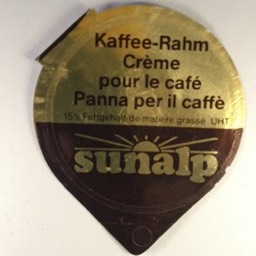 Kaffee-Rahm
Crème
pour le café
Panna per il caffè
15% Fettgehalt de matière grasse UHT
sunalp